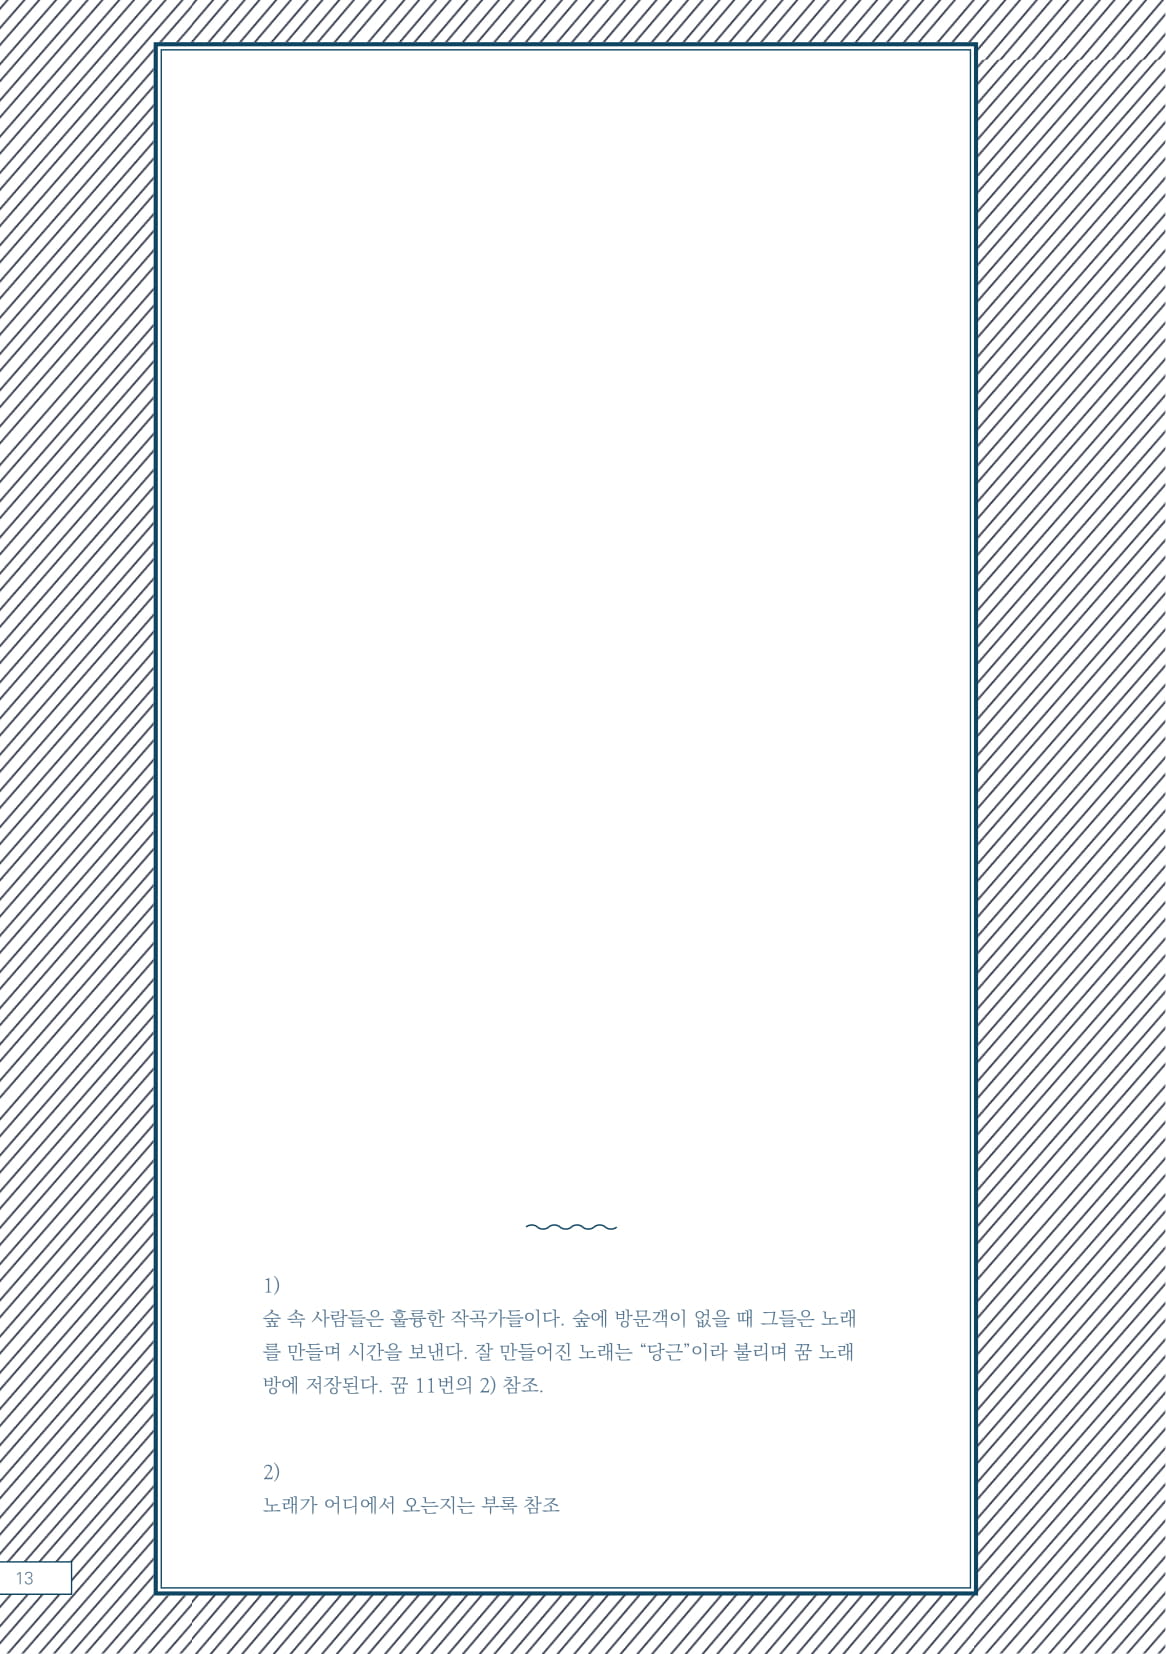 1)
숲 속 사람들은 훌륭한 작곡가들이다. 숲에 방문객이 없을 때 그들은 노래
를 만들며 시간을 보낸다. 잘 만들어진 노래는 “당근”이라 불리며 꿈 노래
방에 저장된다. 꿈 11번의 2) 참조.
2)
노래가 어디에서 오는지는 부록 참조
13